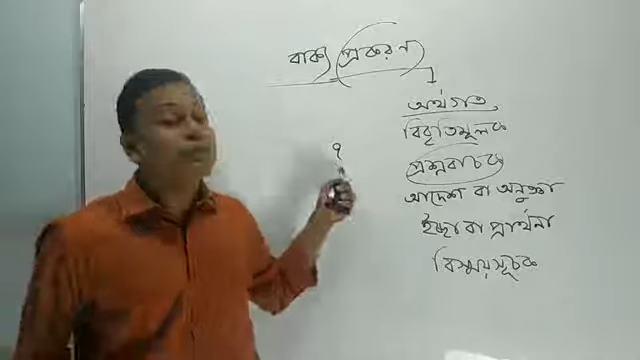 বাক্য প্রকরণ
অর্থগত,
বিবৃতিমূলক
প্রশ্নবাচক
আদেশ বা অনুজ্ঞা
ইচ্ছা বা প্রার্থনা
বিস্ময়সূচক
?